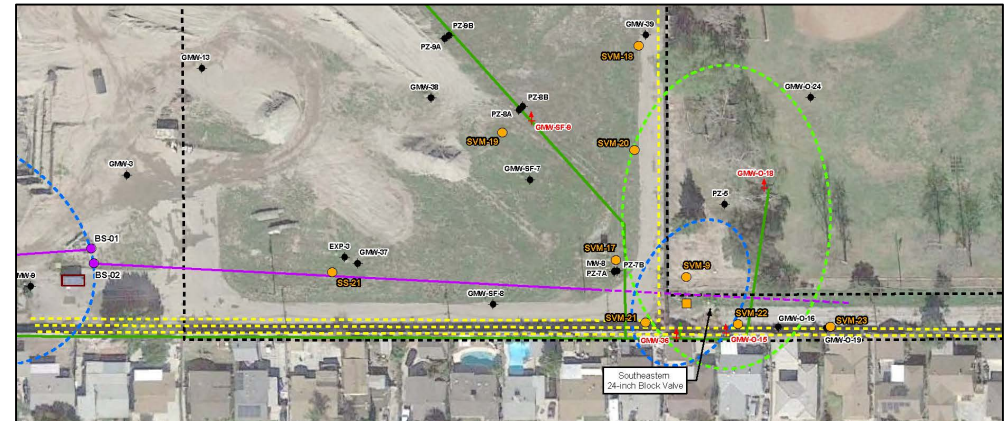 PZ-9B
PZ-9A
GMW-39
SVM-18
GMW-13
GMW-38
GMW-O-24
PZ-8B
PZ-8A
GMW-SF-9
SVM-19
SVM-20
GMW-3
GMW-SF-7
GMW-O-18
PZ-5
BS-01
EXP-3
GMW-37
SVM-17
BS-02
MW-8
PZ-7B
PZ-7A
MW-9
SS-21
SVM-9
GMW-SF-8
SVM-21
SVM-22
GMW-O-16
SVM-23
GMW-36
GMW-O-15
GMW-O-19
Southeastern
24-inch Block Valve